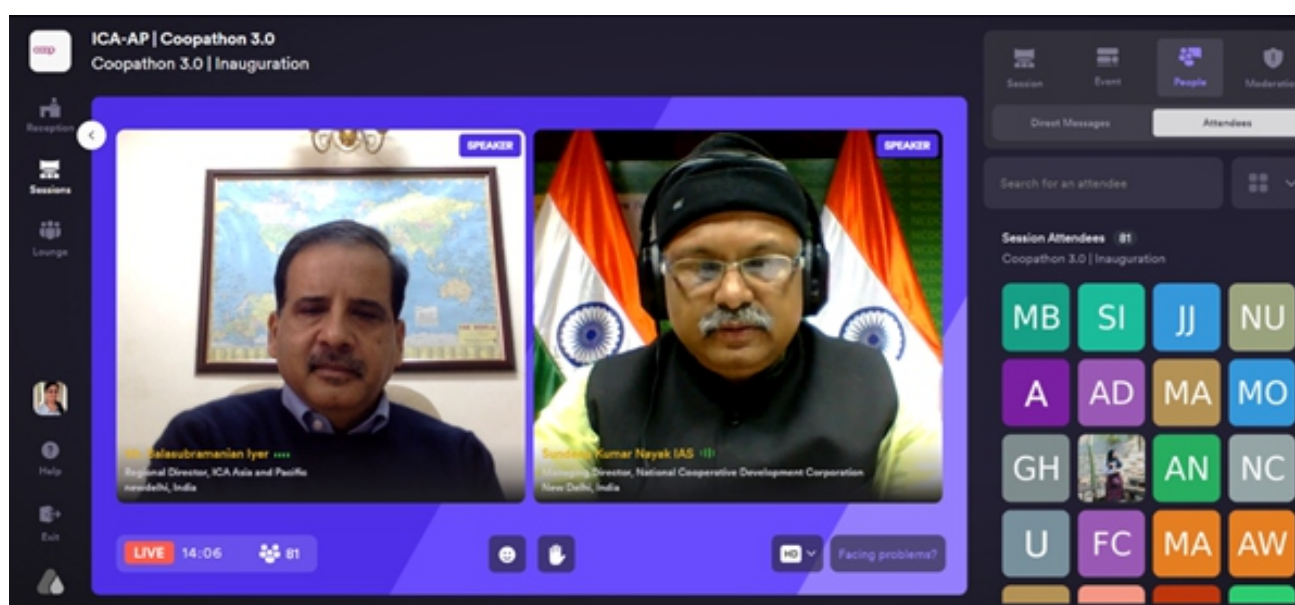 coop
ICA-AP | Coopathon 3.0
Coopathon 3.0 | Inauguration
Reception
Sessions
Lounge
Help
Exit
SPEAKER
Balasubramanian Iyer
Regional Director, ICA Asia and Pacific
newdelhi, India
SPEAKER
Sundeep Kumar Nayak IAS
Managing Director, National Cooperative Development Corporation
New Delhi, India
LIVE 14:06 81
HD
Facing problems?
Session
Event
People
Moderation
Direct Messages
Attendees
Search for an attendee
Session Attendees 81
Coopathon 3.0 | Inauguration
MB SI JJ NU
A AD MA MO
GH AN NC
U FC MA AW